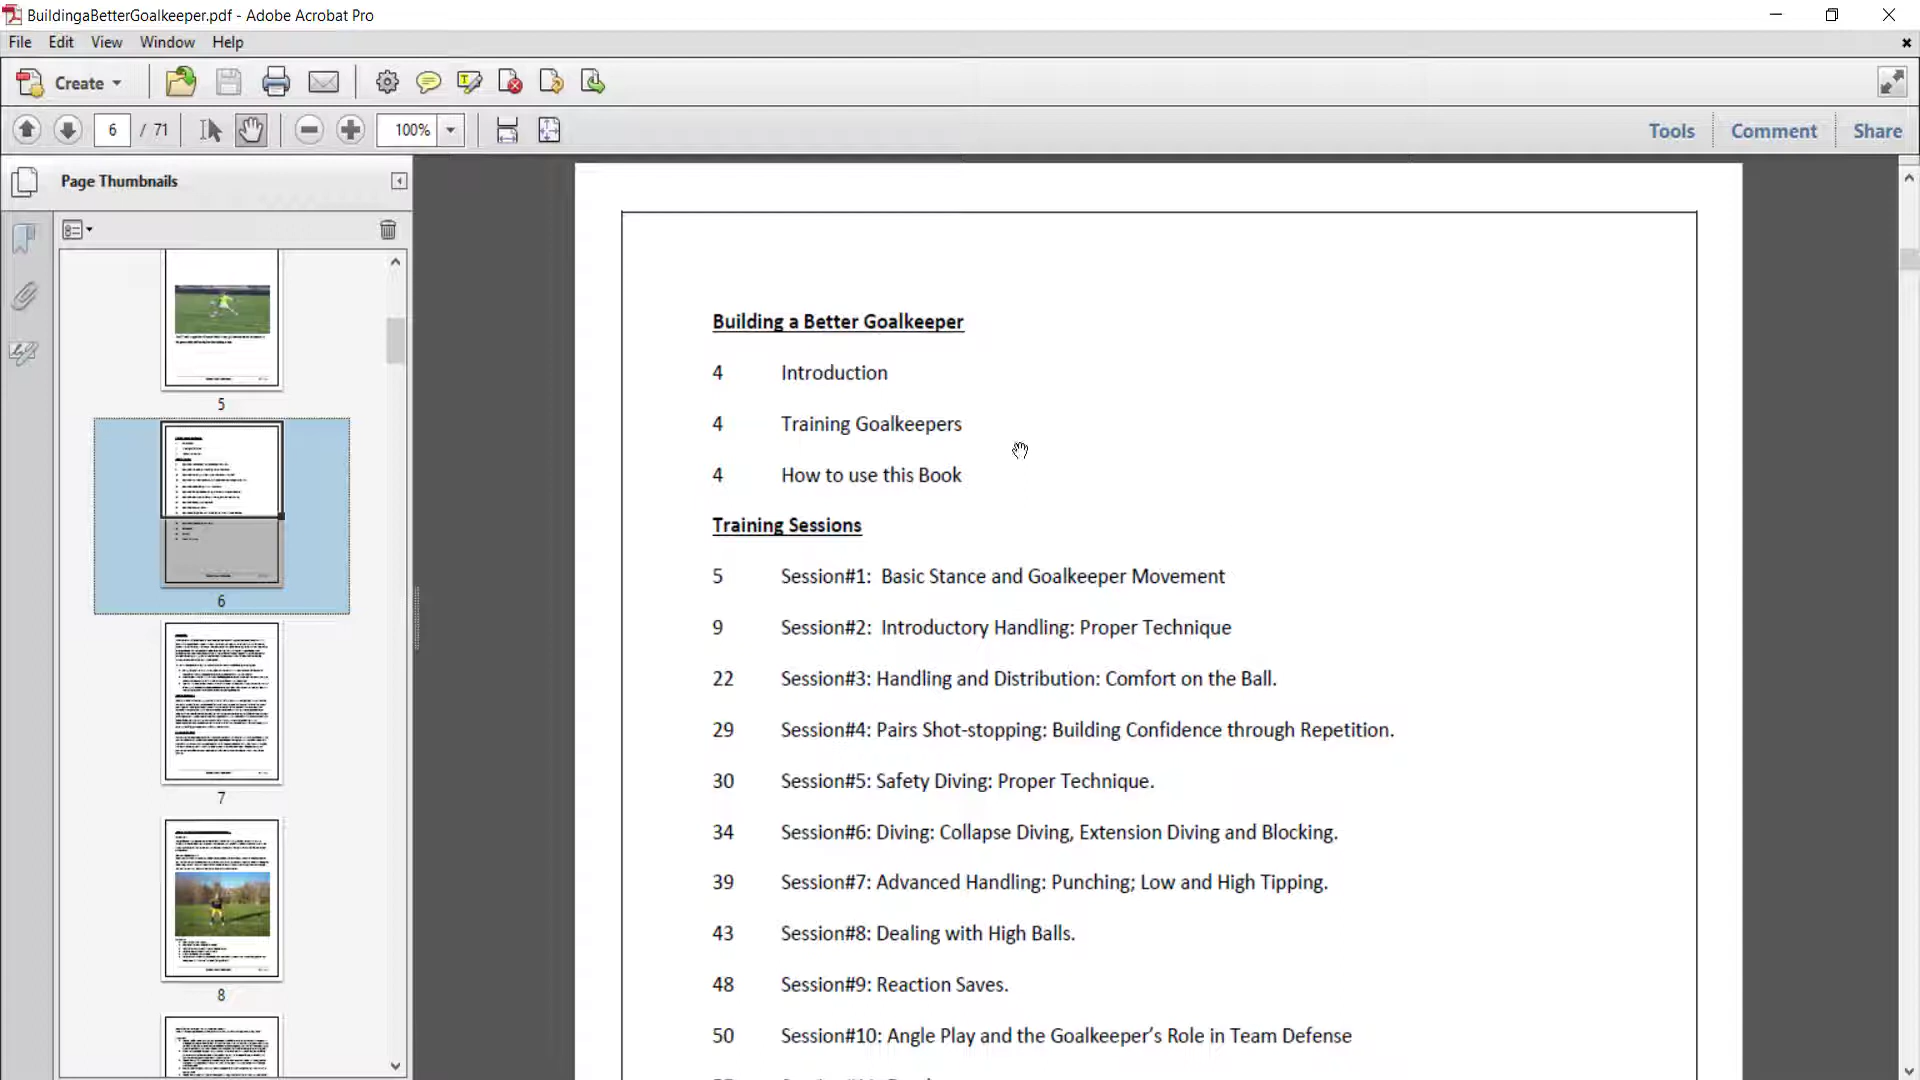 BuildingaBetterGoalkeeper.pdf - Adobe Acrobat Pro
File Edit View Window Help
Create
6 / 71 100% Tools Comment Share
Page Thumbnails
5
6
7
8
Building a Better Goalkeeper
4 Introduction
4 Training Goalkeepers
4 How to use this Book
Training Sessions
5 Session#1: Basic Stance and Goalkeeper Movement
9 Session#2: Introductory Handling: Proper Technique
22 Session#3: Handling and Distribution: Comfort on the Ball.
29 Session#4: Pairs Shot-stopping: Building Confidence through Repetition.
30 Session#5: Safety Diving: Proper Technique.
34 Session#6: Diving: Collapse Diving, Extension Diving and Blocking.
39 Session#7: Advanced Handling: Punching; Low and High Tipping.
43 Session#8: Dealing with High Balls.
48 Session#9: Reaction Saves.
50 Session#10: Angle Play and the Goalkeeper’s Role in Team Defense